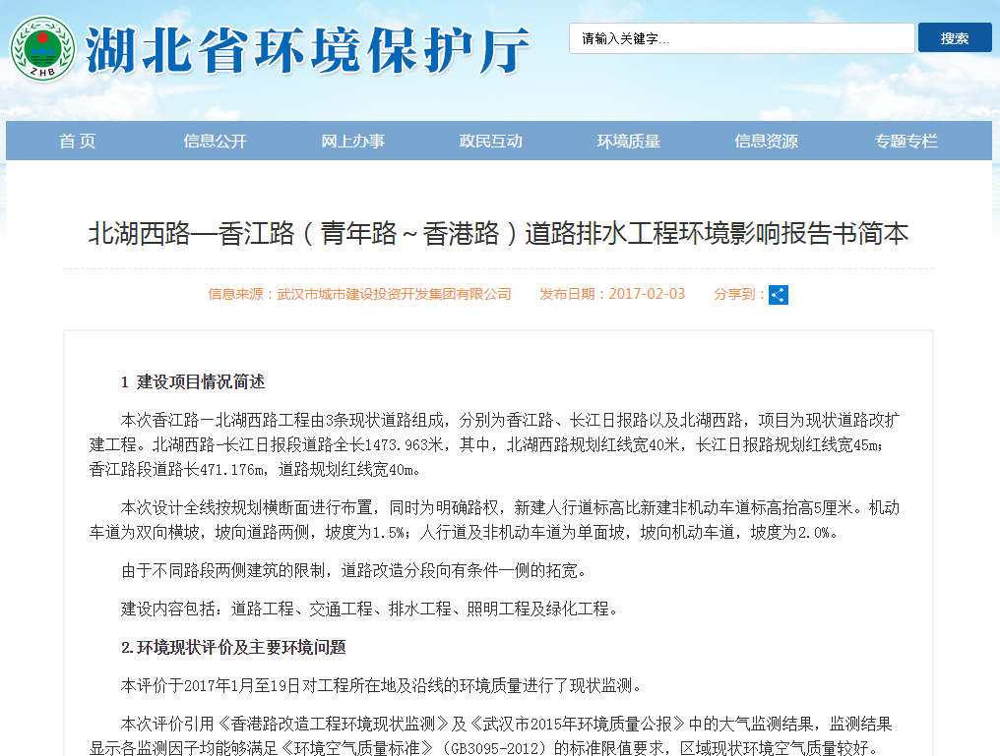 湖北省环境保护厅
ZHB
请输入关键字...
搜索
首 页 信息公开 网上办事 政民互动 环境质量 信息资源 专题专栏
北湖西路—香江路（青年路～香港路）道路排水工程环境影响报告书简本
信息来源：武汉市城市建设投资开发集团有限公司 发布日期：2017-02-03 分享到：
1 建设项目情况简述
本次香江路—北湖西路工程由3条现状道路组成，分别为香江路、长江日报路以及北湖西路，项目为现状道路改扩
建工程。北湖西路-长江日报段道路全长1473.963米，其中，北湖西路规划红线宽40米，长江日报路规划红线宽45m；
香江路段道路长471.176m，道路规划红线宽40m。
本次设计全线按规划横断面进行布置，同时为明确路权，新建人行道标高比新建非机动车道标高抬高5厘米。机动
车道为双向横坡，坡向道路两侧，坡度为1.5%；人行道及非机动车道为单面坡，坡向机动车道，坡度为2.0%。
由于不同路段两侧建筑的限制，道路改造分段向有条件一侧的拓宽。
建设内容包括：道路工程、交通工程、排水工程、照明工程及绿化工程。
2.环境现状评价及主要环境问题
本评价于2017年1月至19日对工程所在地及沿线的环境质量进行了现状监测。
本次评价引用《香港路改造工程环境现状监测》及《武汉市2015年环境质量公报》中的大气监测结果，监测结果
显示各监测因子均能够满足《环境空气质量标准》（GB3095-2012）的标准限值要求，区域现状环境空气质量较好。